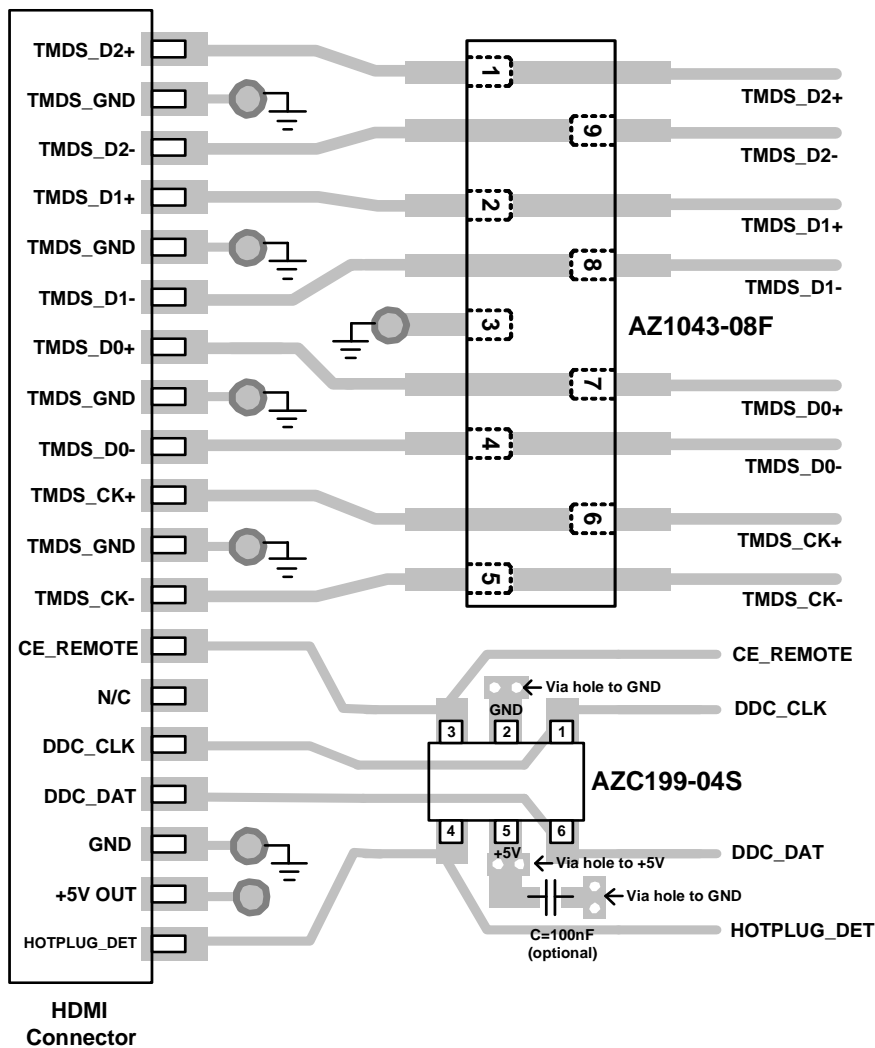 TMDS_D2+
TMDS_GND
TMDS_D2-
TMDS_D1+
TMDS_GND
TMDS_D1-
TMDS_D0+
TMDS_GND
TMDS_D0-
TMDS_CK+
TMDS_GND
TMDS_CK-
CE_REMOTE
N/C
DDC_CLK
DDC_DAT
GND
+5V OUT
HOTPLUG_DET
HDMI
Connector
1
9
2
8
3
7
4
6
5
AZ1043-08F
TMDS_D2+
TMDS_D2-
TMDS_D1+
TMDS_D1-
TMDS_D0+
TMDS_D0-
TMDS_CK+
TMDS_CK-
CE_REMOTE
Via hole to GND
GND
DDC_CLK
3 2 1
AZC199-04S
4 5 6
+5V
Via hole to +5V
DDC_DAT
Via hole to GND
C=100nF
(optional)
HOTPLUG_DET